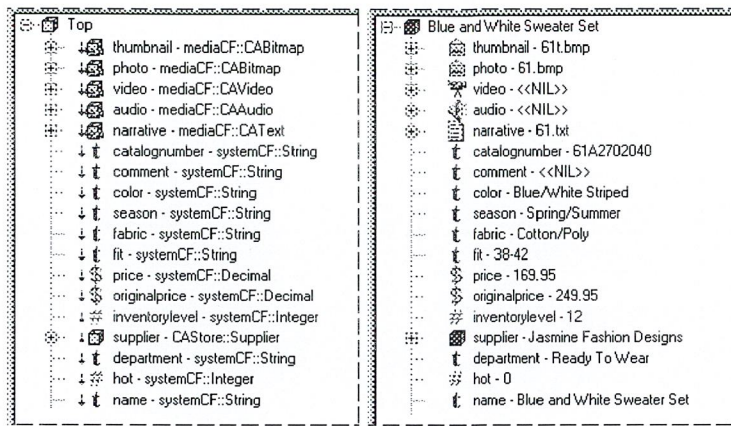 Top
thumbnail - mediaCF::CABitmap
photo - mediaCF::CABitmap
video - mediaCF::CAVideo
audio - mediaCF::CAAudio
narrative - mediaCF::CAText
catalognumber - systemCF::String
comment - systemCF::String
color - systemCF::String
season - systemCF::String
fabric - systemCF::String
fit - systemCF::String
price - systemCF::Decimal
originalprice - systemCF::Decimal
inventorylevel - systemCF::Integer
supplier - CAStore::Supplier
department - systemCF::String
hot - systemCF::Integer
name - systemCF::String
Blue and White Sweater Set
thumbnail - 61t.bmp
photo - 61.bmp
video - <<NIL>>
audio - <<NIL>>
narrative - 61.txt
catalognumber - 61A2702040
comment - <<NIL>>
color - Blue/White Striped
season - Spring/Summer
fabric - Cotton/Poly
fit - 38-42
price - 169.95
originalprice - 249.95
inventorylevel - 12
supplier - Jasmine Fashion Designs
department - Ready To Wear
hot - 0
name - Blue and White Sweater Set